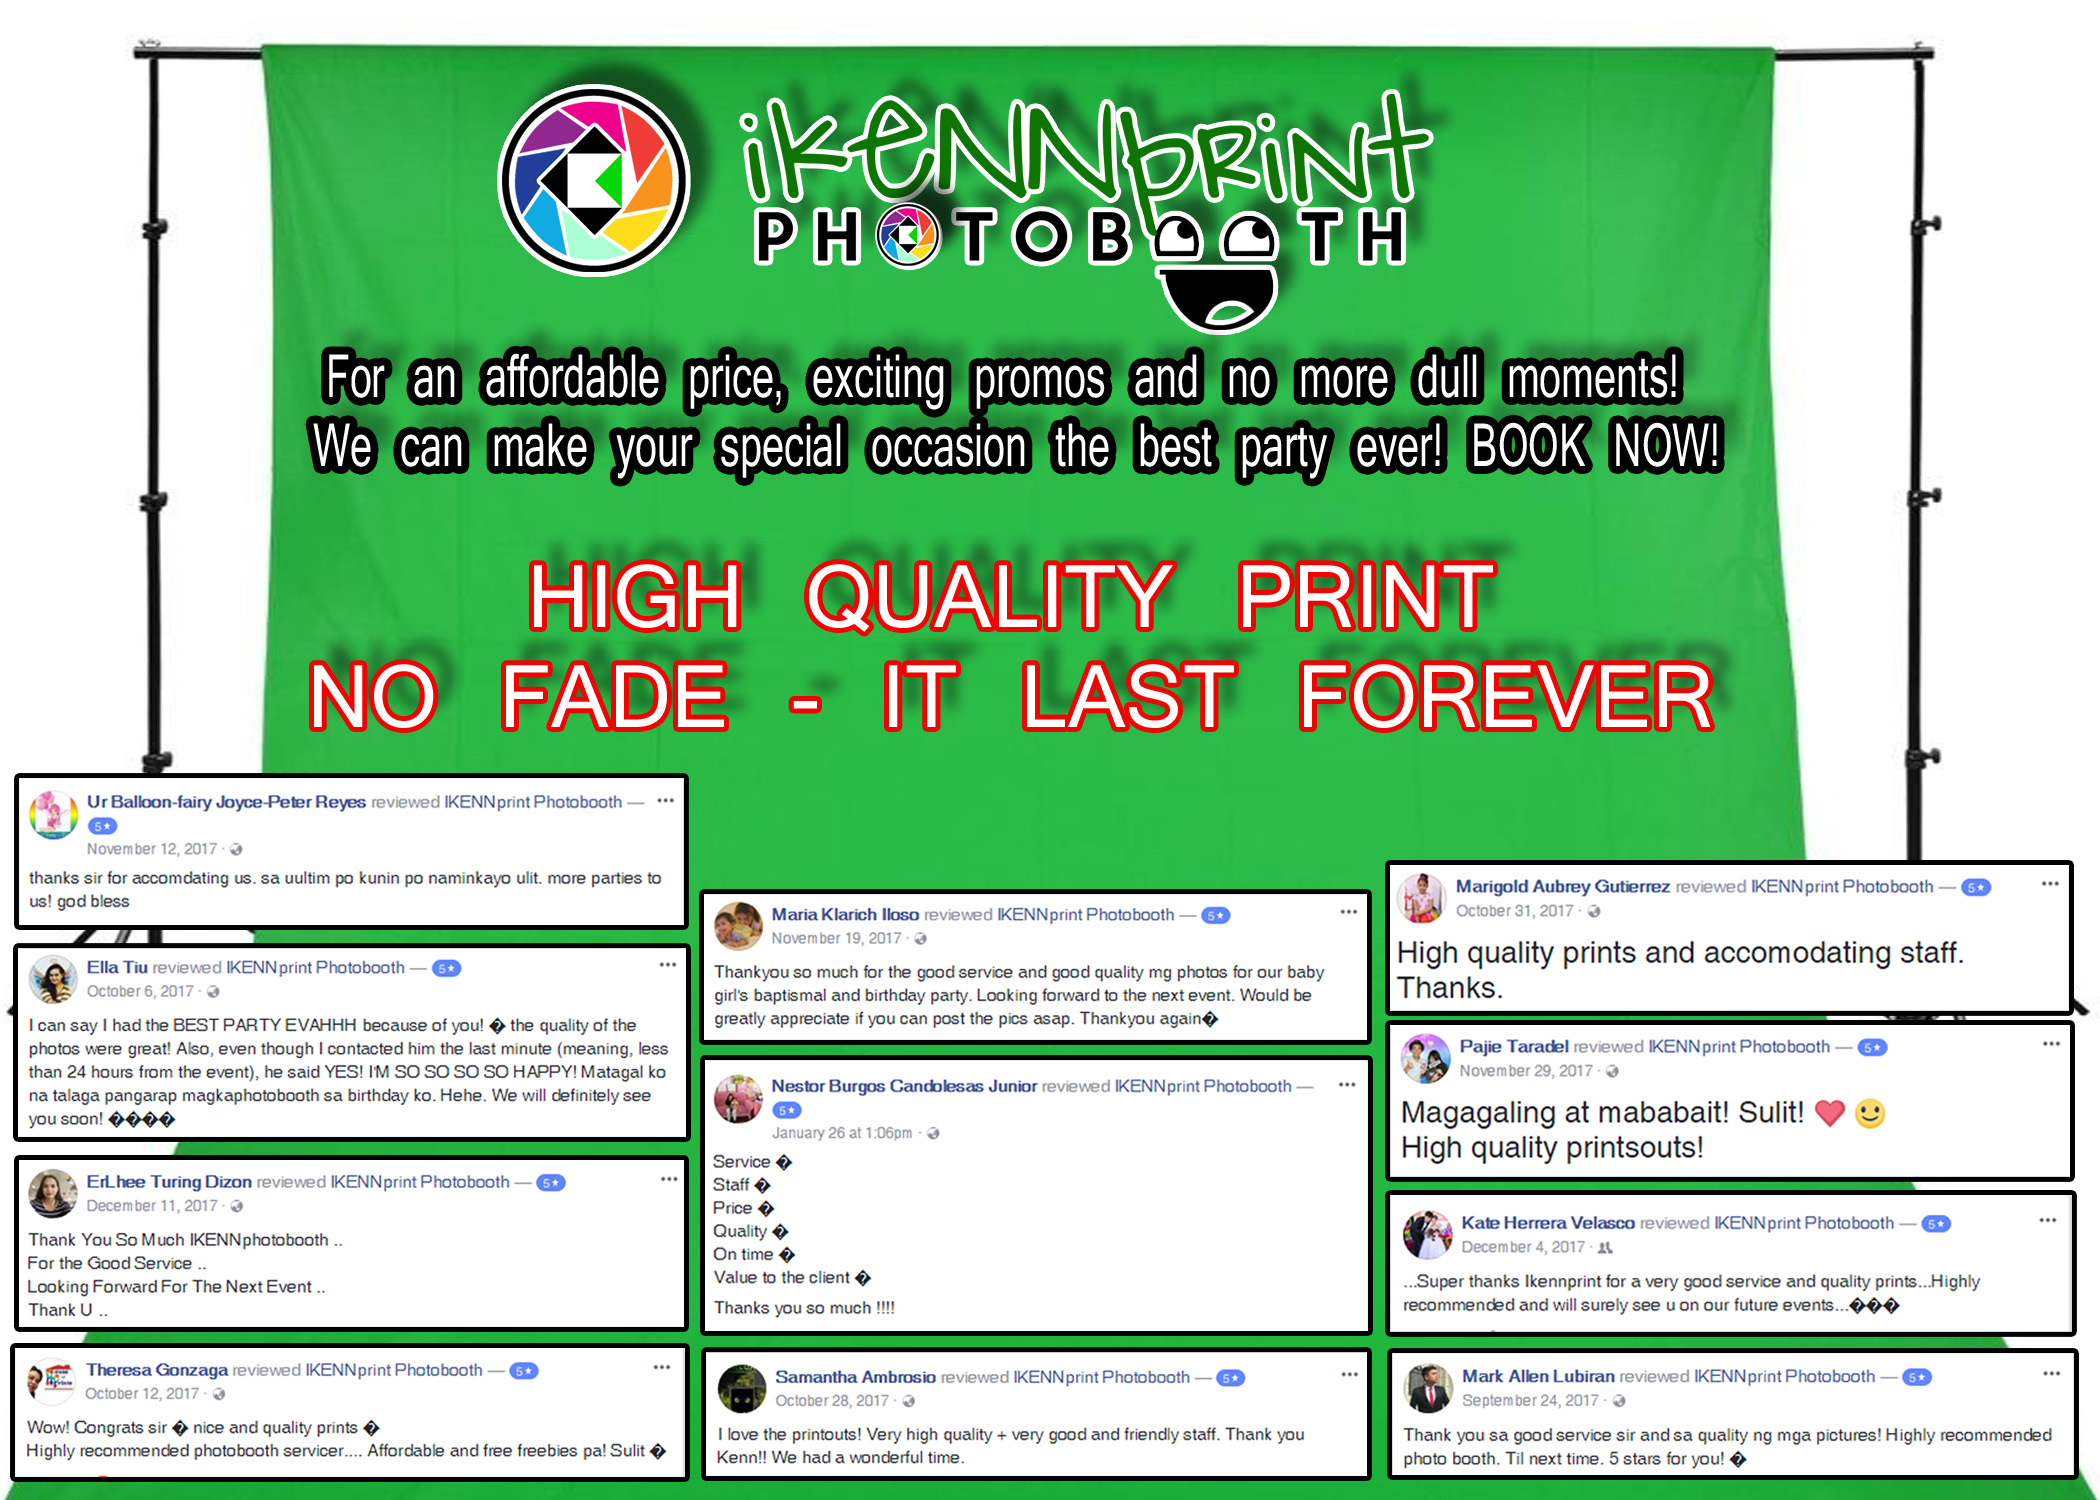 ikennprint
PHOTOBOOTH
For an affordable price, exciting promos and no more dull moments!
We can make your special occasion the best party ever! BOOK NOW!
HIGH QUALITY PRINT
NO FADE - IT LAST FOREVER
Ur Balloon-fairy Joyce-Peter Reyes reviewed IKENNprint Photobooth —
5★
November 12, 2017
thanks sir for accomdating us. sa uultim po kunin po naminkayo ulit. more parties to
us! god bless
Ella Tiu reviewed IKENNprint Photobooth — 5★
October 6, 2017
I can say I had the BEST PARTY EVAHHH because of you! � the quality of the
photos were great! Also, even though I contacted him the last minute (meaning, less
than 24 hours from the event), he said YES! I'M SO SO SO SO HAPPY! Matagal ko
na talaga pangarap magkaphotobooth sa birthday ko. Hehe. We will definitely see
you soon! ����
ErLhee Turing Dizon reviewed IKENNprint Photobooth — 5★
December 11, 2017
Thank You So Much IKENNphotobooth ..
For the Good Service ..
Looking Forward For The Next Event ..
Thank U ..
Theresa Gonzaga reviewed IKENNprint Photobooth — 5★
October 12, 2017
Wow! Congrats sir � nice and quality prints �
Highly recommended photobooth servicer.... Affordable and free freebies pa! Sulit �
Maria Klarich Iloso reviewed IKENNprint Photobooth — 5★
November 19, 2017
Thankyou so much for the good service and good quality mg photos for our baby
girl's baptismal and birthday party. Looking forward to the next event. Would be
greatly appreciate if you can post the pics asap. Thankyou again�
Nestor Burgos Candolesas Junior reviewed IKENNprint Photobooth —
5★
January 26 at 1:06pm
Service �
Staff �
Price �
Quality �
On time �
Value to the client �
Thanks you so much !!!!
Samantha Ambrosio reviewed IKENNprint Photobooth — 5★
October 28, 2017
I love the printouts! Very high quality + very good and friendly staff. Thank you
Kenn!! We had a wonderful time.
Marigold Aubrey Gutierrez reviewed IKENNprint Photobooth — 5★
October 31, 2017
High quality prints and accomodating staff.
Thanks.
Pajie Taradel reviewed IKENNprint Photobooth — 5★
November 29, 2017
Magagaling at mababait! Sulit! ❤️🙂
High quality printsouts!
Kate Herrera Velasco reviewed IKENNprint Photobooth — 5★
December 4, 2017
...Super thanks Ikennprint for a very good service and quality prints...Highly
recommended and will surely see u on our future events...���
Mark Allen Lubiran reviewed IKENNprint Photobooth — 5★
September 24, 2017
Thank you sa good service sir and sa quality ng mga pictures! Highly recommended
photo booth. Til next time. 5 stars for you! �